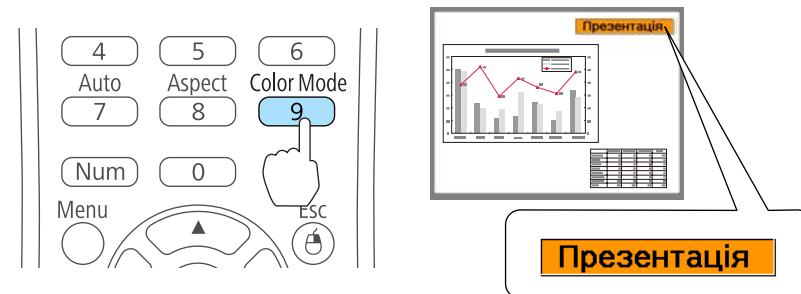 4 5 6
Auto Aspect Color Mode
7 8 9
Num 0
Menu Esc
Презентація
Презентація